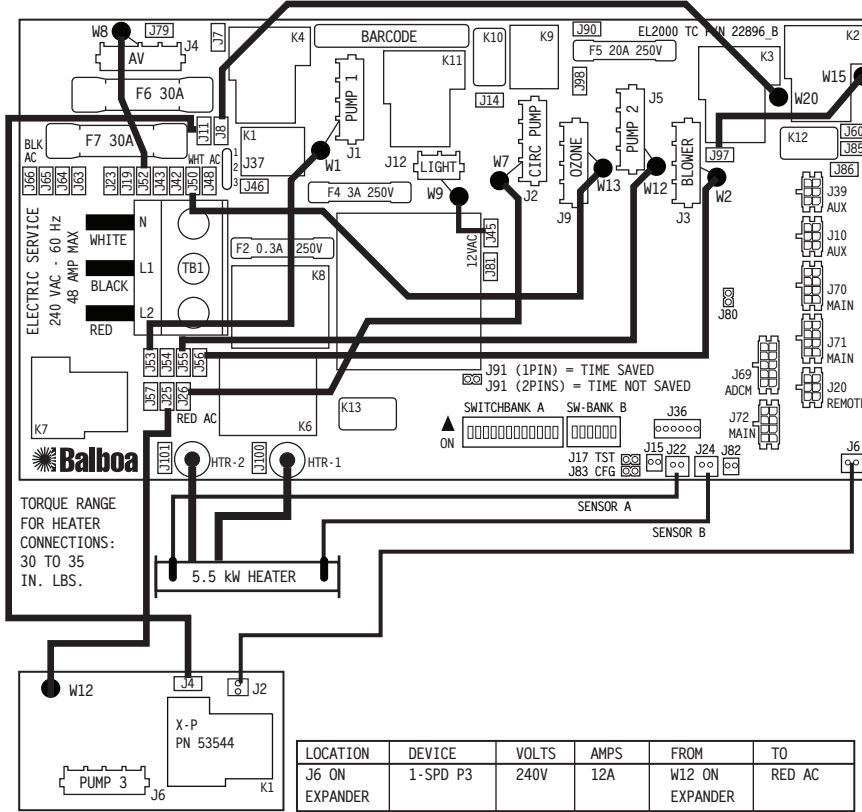 W8
J79
J4
AV
J7
K4
BARCODE
K10
K9
J90
EL2000 TC P/N 22896_B
K2
F5 20A 250V
K3
W15
F6 30A
K11
PUMP 1
J98
W20
J14
PUMP 2
J5
J11
J8
F7 30A
K1
J37
J1
J12
LIGHT
CIRC PUMP
OZONE
BLOWER
K12
J60
J85
J97
J86
BLK
AC
WHT AC
1
2
3
W1
W7
W13
W12
W2
J66
J65
J64
J63
J23
J19
J52
J43
J42
J50
J48
J46
F4 3A 250V
W9
J2
J9
J3
J39
AUX
ELECTRIC SERVICE
240 VAC - 60 Hz
48 AMP MAX
N
WHITE
L1
BLACK
L2
RED
TB1
F2 0.3A 250V
K8
12VAC
J45
J81
J10
AUX
J80
J70
MAIN
J71
MAIN
J53
J54
J55
J56
J91 (1PIN) = TIME SAVED
J91 (2PINS) = TIME NOT SAVED
J69
ADCM
J20
REMOTE
J57
J25
J26
RED AC
K7
K6
K13
SWITCHBANK A
SW-BANK B
ON
J36
J72
MAIN
Balboa
J101
HTR-2
J100
HTR-1
J17 TST
J83 CFG
J15
J22
J24
J82
J6
TORQUE RANGE
FOR HEATER
CONNECTIONS:
30 TO 35
IN. LBS.
SENSOR A
SENSOR B
5.5 kW HEATER
W12
J4
J2
X-P
PN 53544
PUMP 3
J6
K1
LOCATION DEVICE VOLTS AMPS FROM TO
J6 ON 1-SPD P3 240V 12A W12 ON RED AC
EXPANDER EXPANDER